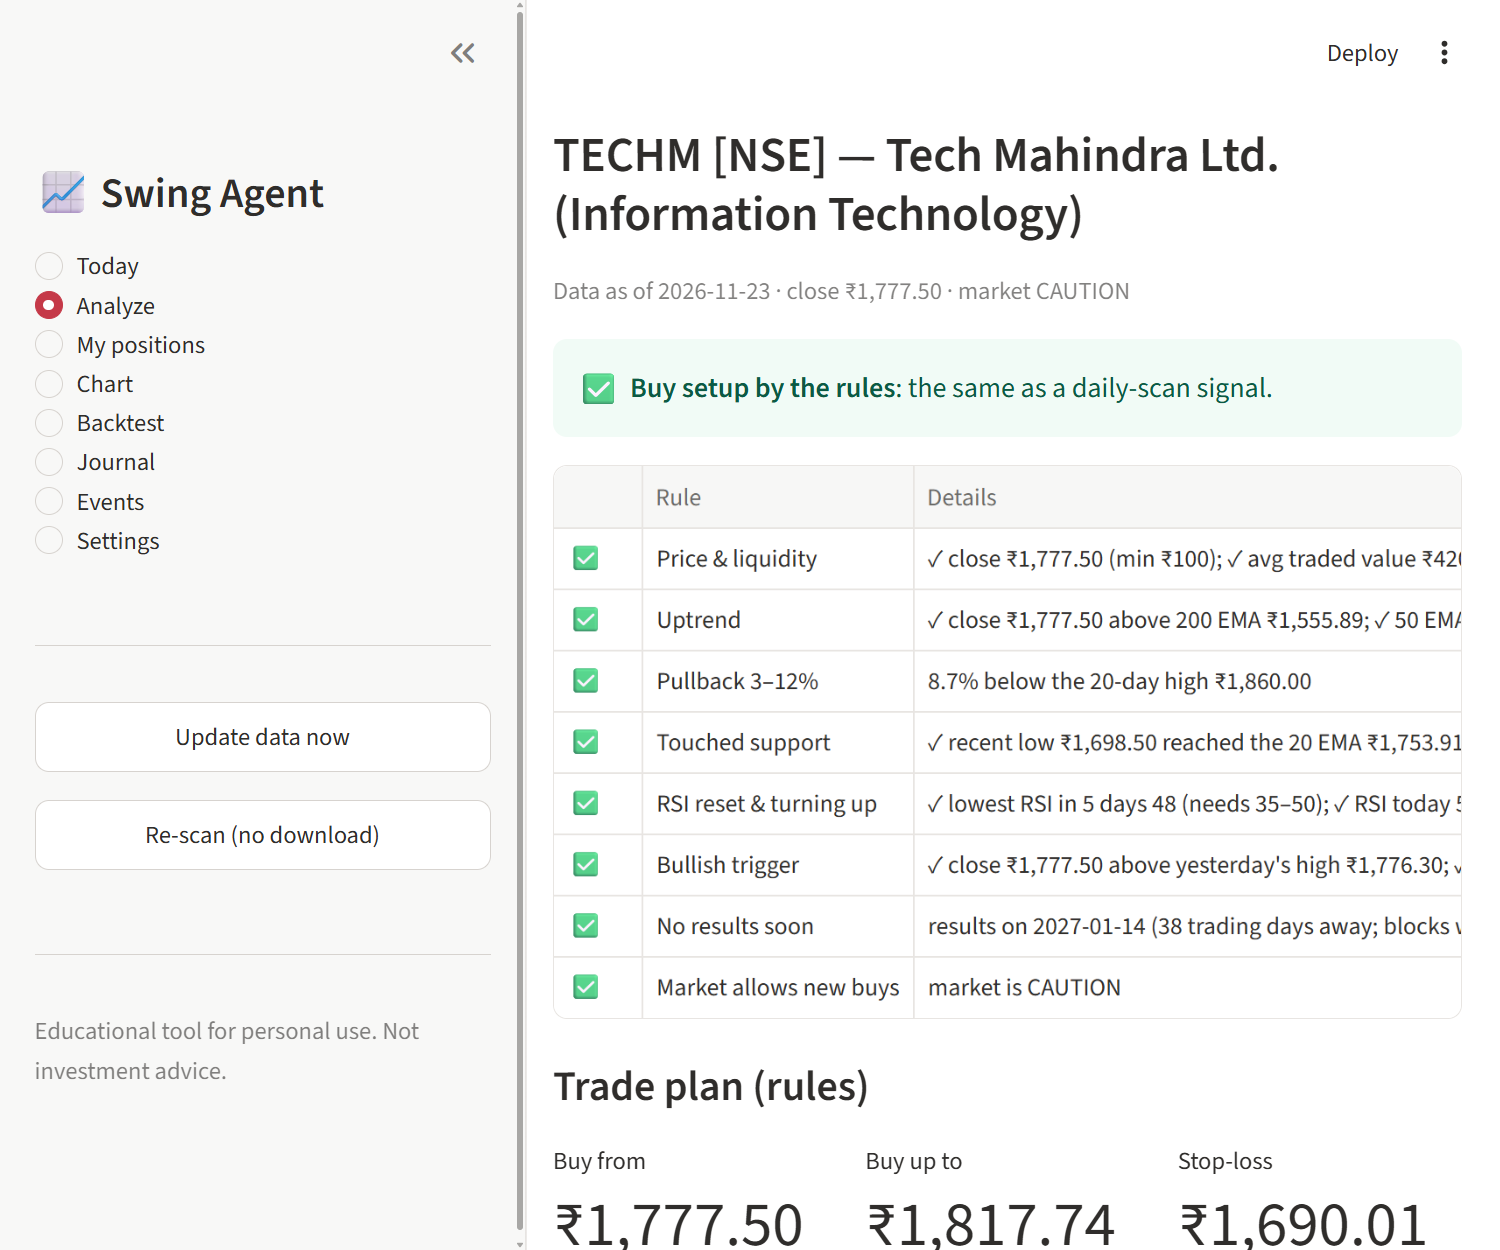 Deploy
Swing Agent
Today
Analyze
My positions
Chart
Backtest
Journal
Events
Settings
Update data now
Re-scan (no download)
Educational tool for personal use. Not
investment advice.
TECHM [NSE] — Tech Mahindra Ltd.
(Information Technology)
Data as of 2026-11-23 · close ₹1,777.50 · market CAUTION
✅ Buy setup by the rules: the same as a daily-scan signal.
Rule Details
✅ Price & liquidity ✓ close ₹1,777.50 (min ₹100); ✓ avg traded value
✅ Uptrend ✓ close ₹1,777.50 above 200 EMA ₹1,555.89; ✓ 50 EMA
✅ Pullback 3–12% 8.7% below the 20-day high ₹1,860.00
✅ Touched support ✓ recent low ₹1,698.50 reached the 20 EMA ₹1,753.91
✅ RSI reset & turning up ✓ lowest RSI in 5 days 48 (needs 35–50); ✓ RSI today
✅ Bullish trigger ✓ close ₹1,777.50 above yesterday's high ₹1,776.30;
✅ No results soon results on 2027-01-14 (38 trading days away; blocks
✅ Market allows new buys market is CAUTION
Trade plan (rules)
Buy from Buy up to Stop-loss
₹1,777.50 ₹1,817.74 ₹1,690.01